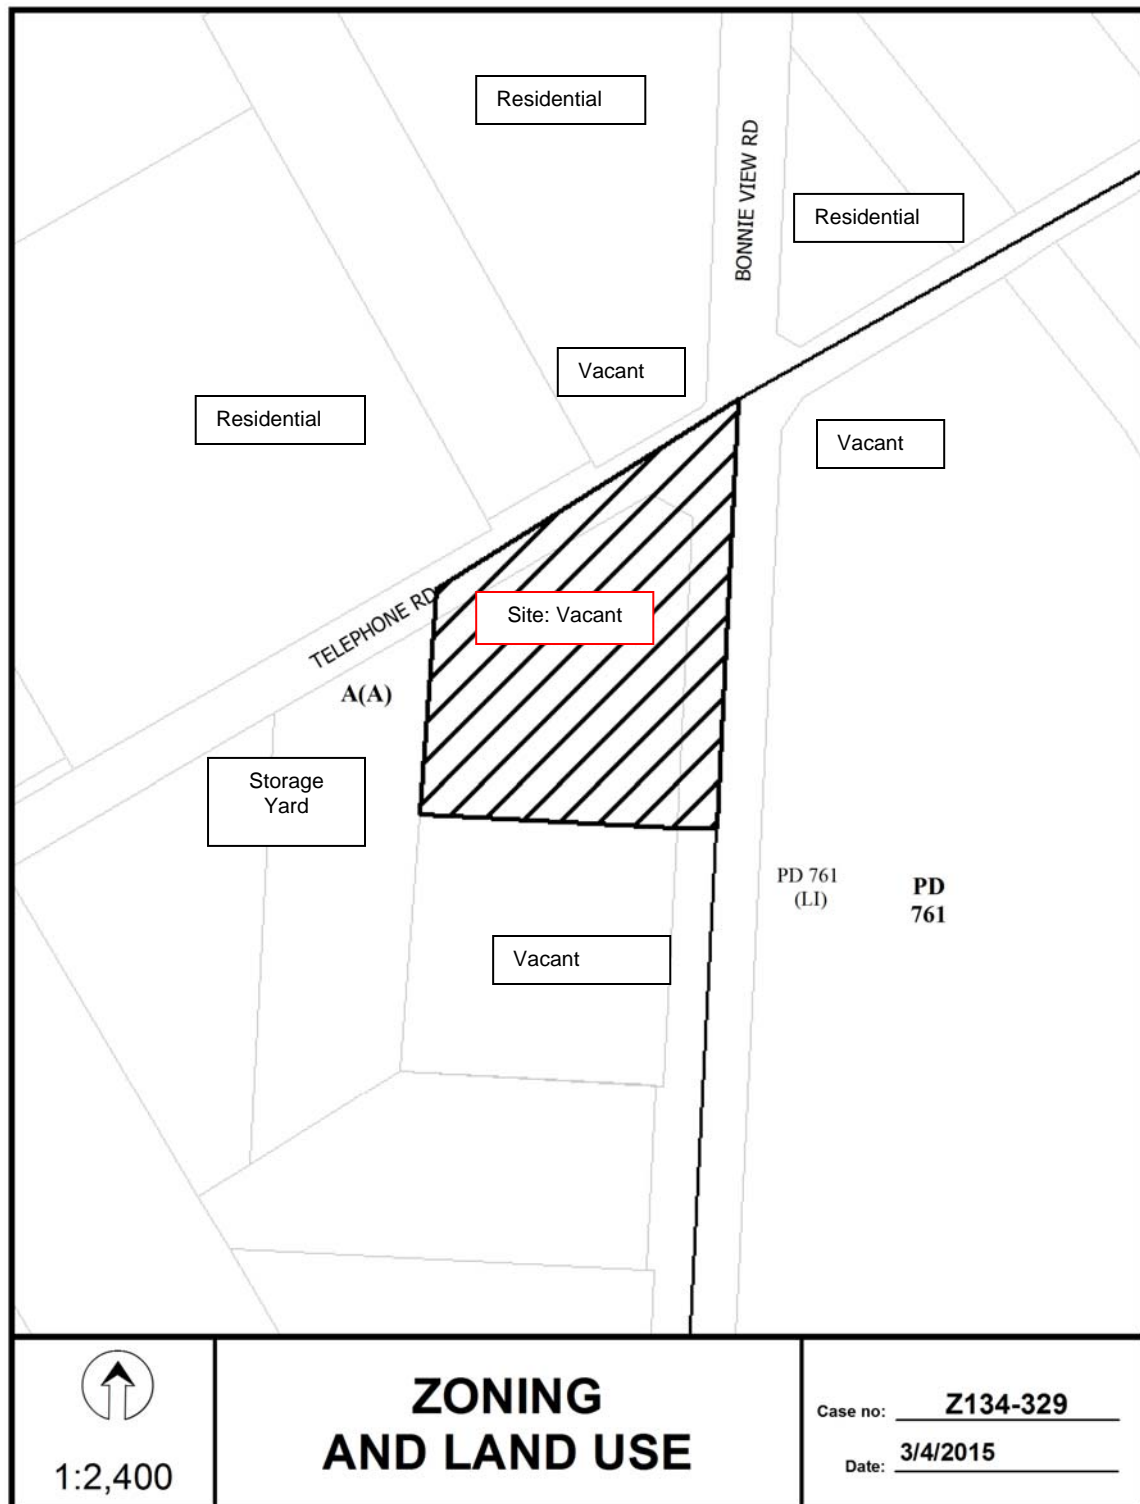 Residential
BONNIE VIEW RD
Residential
Vacant
Residential
Vacant
Site: Vacant
TELEPHONE RD
A(A)
Storage
Yard
PD 761
(LI)
PD
761
Vacant
1:2,400
ZONING
AND LAND USE
Case no: Z134-329
Date: 3/4/2015